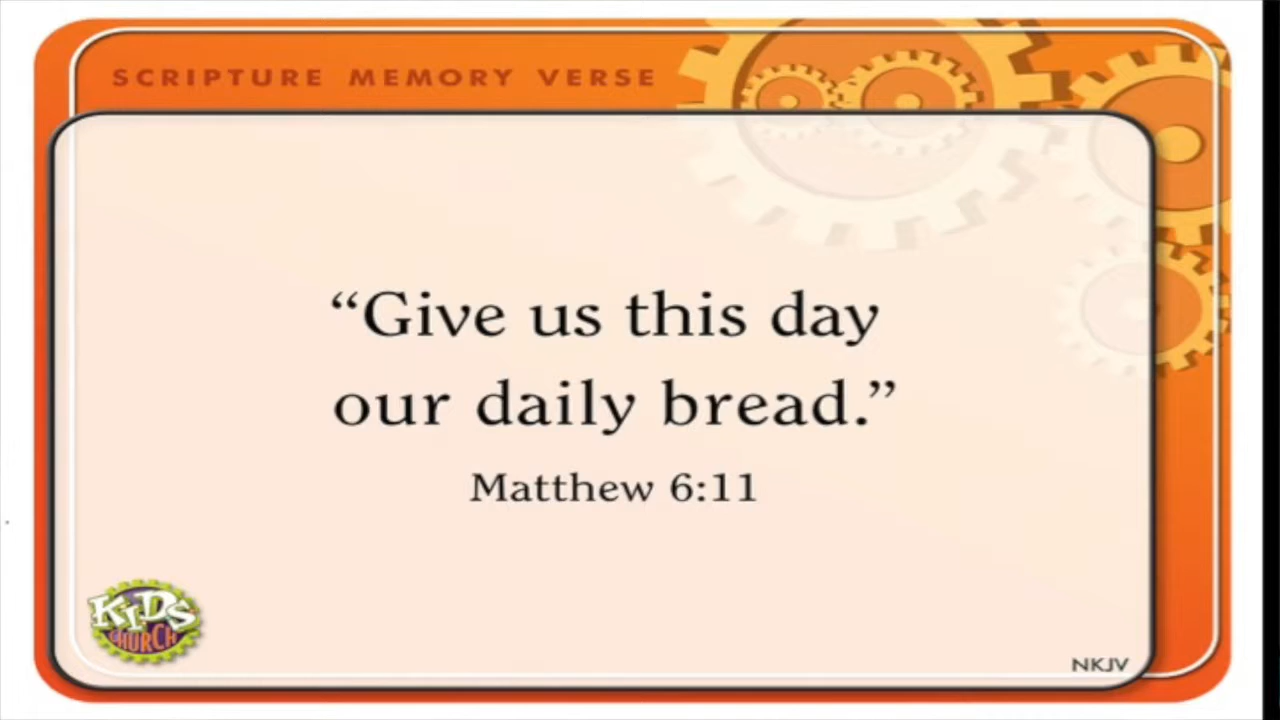 SCRIPTURE MEMORY VERSE
“Give us this day
our daily bread.”
Matthew 6:11
KIDS
CHURCH
NKJV